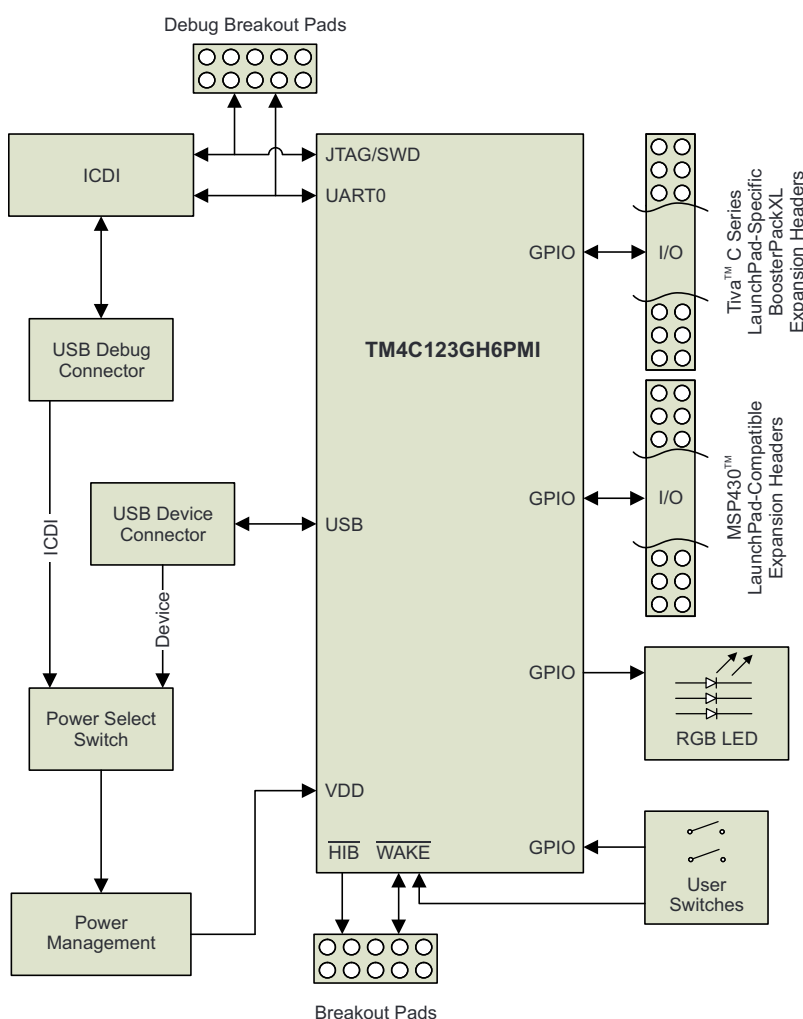 Debug Breakout Pads
ICDI
JTAG/SWD
UART0
GPIO
I/O
Tiva™ C Series
LaunchPad-Specific
BoosterPackXL
Expansion Headers
USB Debug
Connector
TM4C123GH6PMI
GPIO
I/O
MSP430™
LaunchPad-Compatible
Expansion Headers
USB Device
Connector
USB
ICDI
Device
GPIO
RGB LED
Power Select
Switch
VDD
HIB
WAKE
GPIO
User
Switches
Power
Management
Breakout Pads